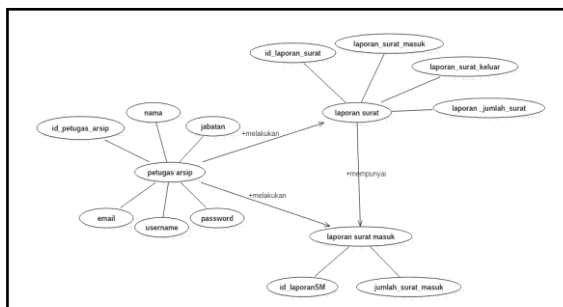 laporan_surat_masuk
id_laporan_surat
laporan_surat_keluar
laporan _jumlah_surat
laporan surat
nama
id_petugas_arsip
jabatan
+melakukan
petugas arsip
+mempunyai
+melakukan
email
username
password
laporan surat masuk
id_laporanSM
jumlah_surat_masuk